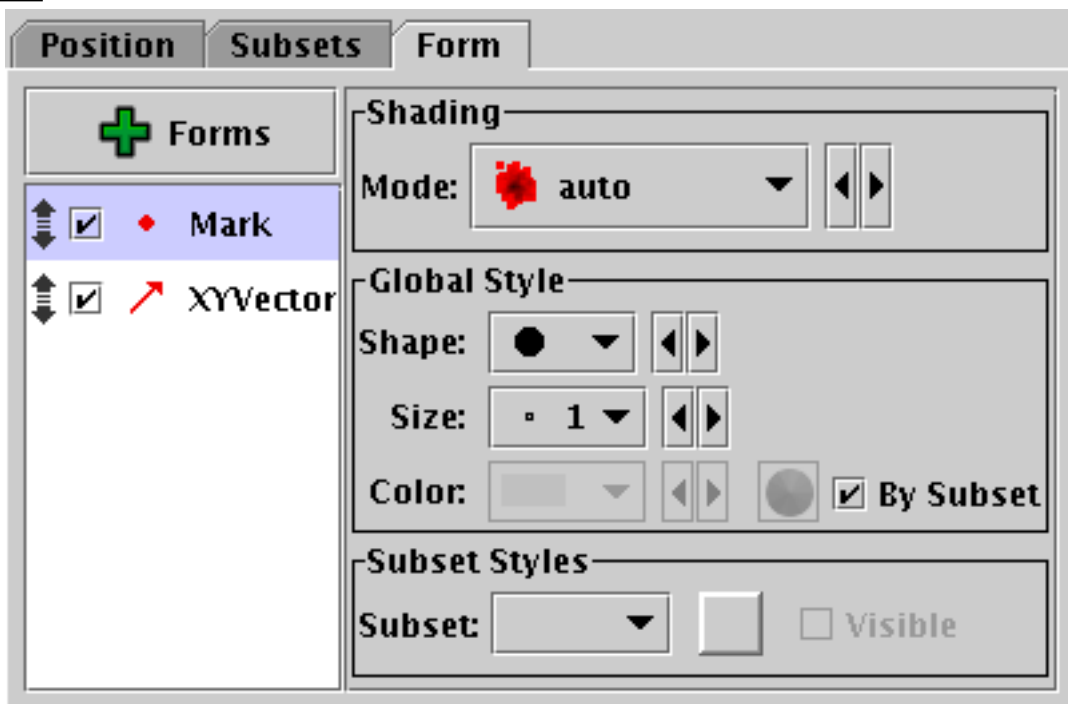 Position Subsets Form
Forms
Mark
XYVector
Shading
Mode: auto
Global Style
Shape:
Size: 1
Color: By Subset
Subset Styles
Subset: Visible